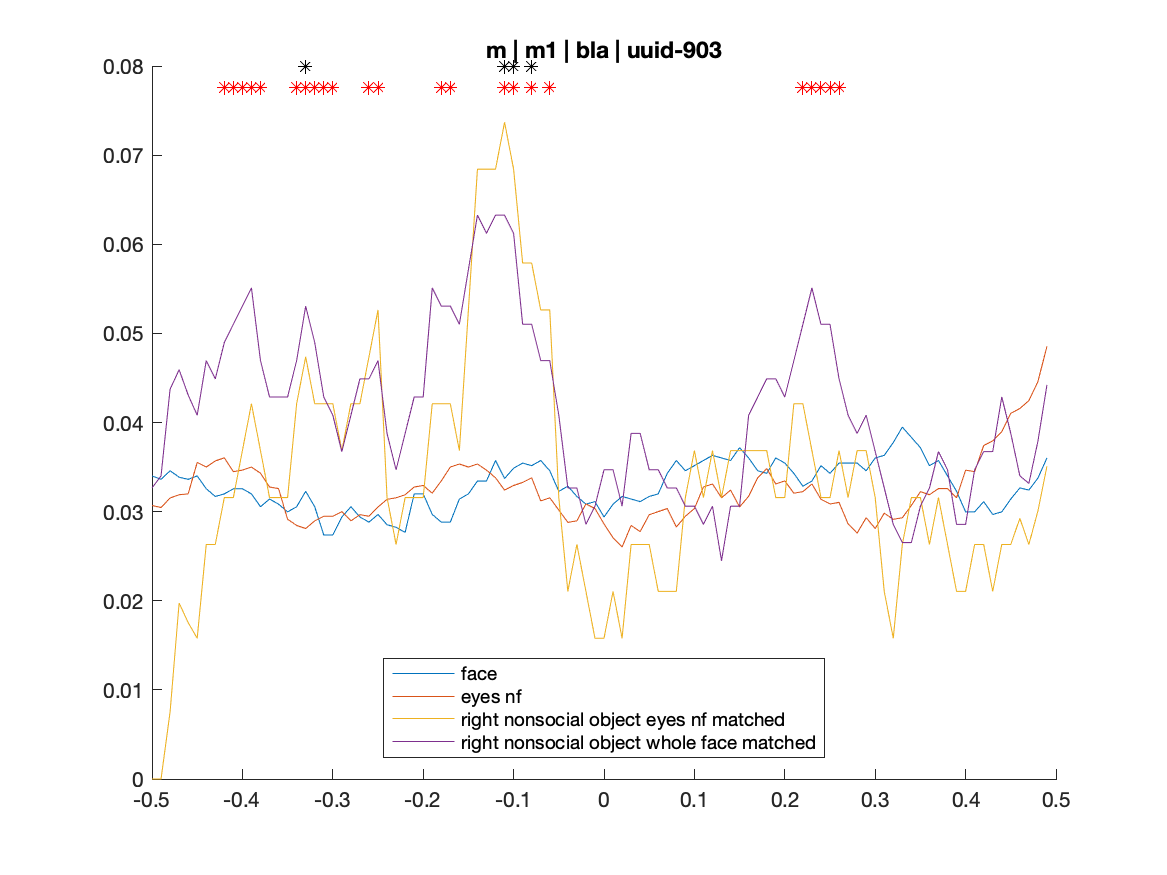 m | m1 | bla | uuid-903
0.08
0.07
0.06
0.05
0.04
0.03
0.02
0.01
0
face
eyes nf
right nonsocial object eyes nf matched
right nonsocial object whole face matched
-0.5 -0.4 -0.3 -0.2 -0.1 0 0.1 0.2 0.3 0.4 0.5